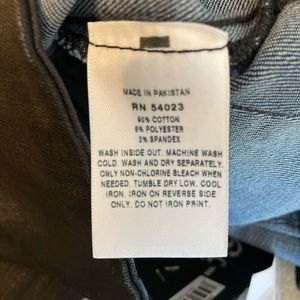 MADE IN PAKISTAN
RN 54023
90% COTTON
8% POLYESTER
2% SPANDEX
WASH INSIDE OUT. MACHINE WASH
COLD. WASH AND DRY SEPARATELY.
ONLY NON-CHLORINE BLEACH WHEN
NEEDED. TUMBLE DRY LOW. COOL
IRON. IRON ON REVERSE SIDE
ONLY. DO NOT IRON PRINT.